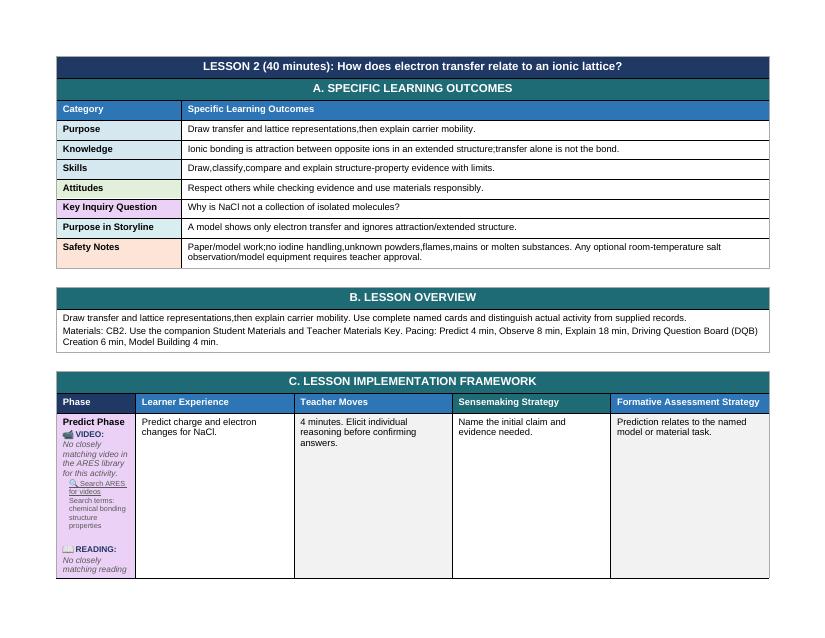 LESSON 2 (40 minutes): How does electron transfer relate to an ionic lattice?
A. SPECIFIC LEARNING OUTCOMES
Category Specific Learning Outcomes
Purpose Draw transfer and lattice representations,then explain carrier mobility.
Knowledge Ionic bonding is attraction between opposite ions in an extended structure;transfer alone is not the bond.
Skills Draw,classify,compare and explain structure-property evidence with limits.
Attitudes Respect others while checking evidence and use materials responsibly.
Key Inquiry Question Why is NaCl not a collection of isolated molecules?
Purpose in Storyline A model shows only electron transfer and ignores attraction/extended structure.
Safety Notes Paper/model work;no iodine handling,unknown powders,flames,mains or molten substances. Any optional room-temperature salt
observation/model equipment requires teacher approval.
B. LESSON OVERVIEW
Draw transfer and lattice representations,then explain carrier mobility. Use complete named cards and distinguish actual activity from supplied records.
Materials: CB2. Use the companion Student Materials and Teacher Materials Key. Pacing: Predict 4 min, Observe 8 min, Explain 18 min, Driving Question Board (DQB)
Creation 6 min, Model Building 4 min.
C. LESSON IMPLEMENTATION FRAMEWORK
Phase Learner Experience Teacher Moves Sensemaking Strategy Formative Assessment Strategy
Predict Phase
📹 VIDEO:
No closely
matching video in
the ARES library
for this activity.
🔍 Search ARES
for videos
Search terms:
chemical bonding
structure
properties
📖 READING:
No closely
matching reading
Predict charge and electron
changes for NaCl.
4 minutes. Elicit individual
reasoning before confirming
answers.
Name the initial claim and
evidence needed.
Prediction relates to the named
model or material task.